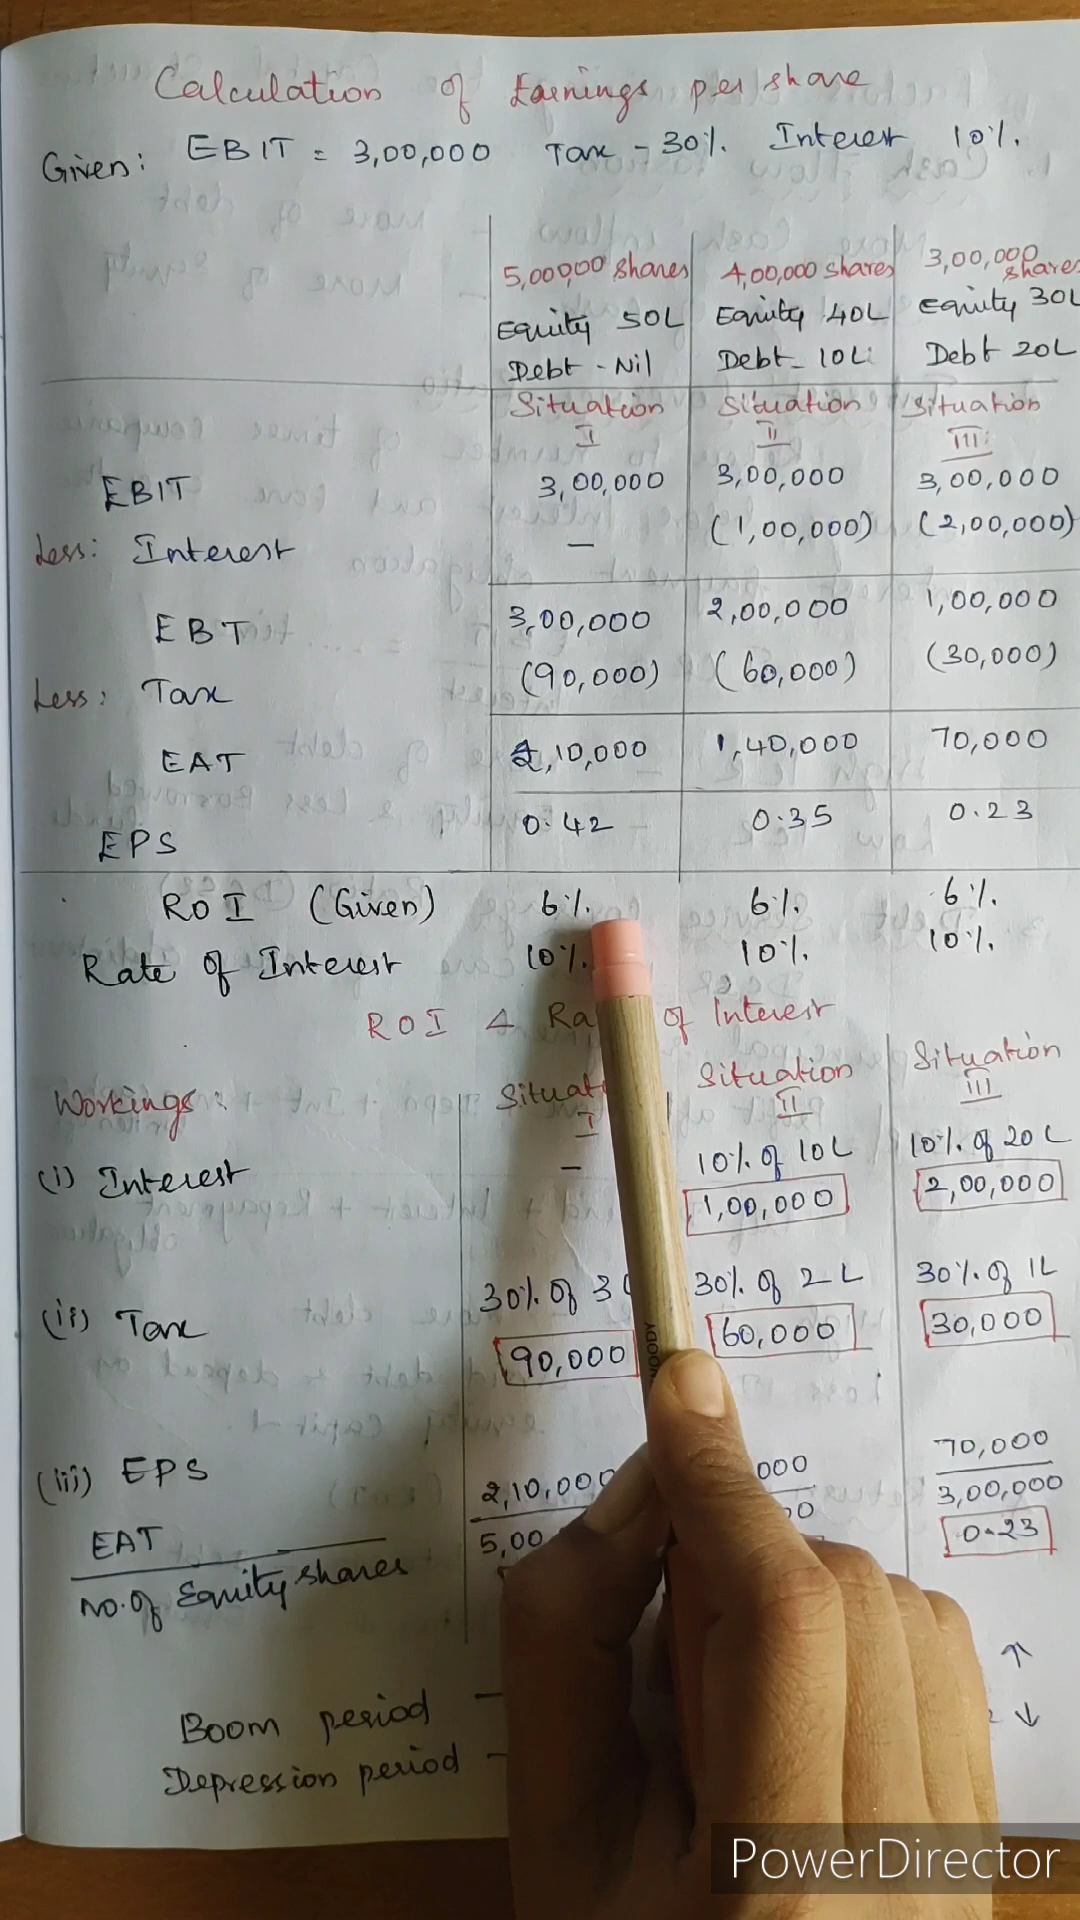 Calculation of Earnings per share
Given: EBIT = 3,00,000 Tax - 30% Interest 10%.
5,00,000 shares 4,00,000 shares 3,00,000 shares
Equity 50L Equity 40L Equity 30L
Debt - Nil Debt - 10L Debt 20L
Situation I Situation II Situation III
EBIT 3,00,000 3,00,000 3,00,000
Less: Interest — (1,00,000) (2,00,000)
EBT 3,00,000 2,00,000 1,00,000
Less: Tax (90,000) (60,000) (30,000)
EAT 2,10,000 1,40,000 70,000
EPS 0.42 0.35 0.23
ROI (Given) 6%. 6%. 6%.
Rate of Interest 10%. 10%. 10%.
ROI < of Interest
Workings: Situation II Situation III
I
(i) Interest — 10% of 10L 10% of 20L
1,00,000 2,00,000
(ii) Tax 30% of 3 30% of 2L 30% of 1L
90,000 60,000 30,000
(iii) EPS 2,10,000 000 70,000
EAT 5,00 3,00,000
No. of Equity shares 0.23
Boom period — ↑
Depression period — ↓
WOODY
PowerDirector